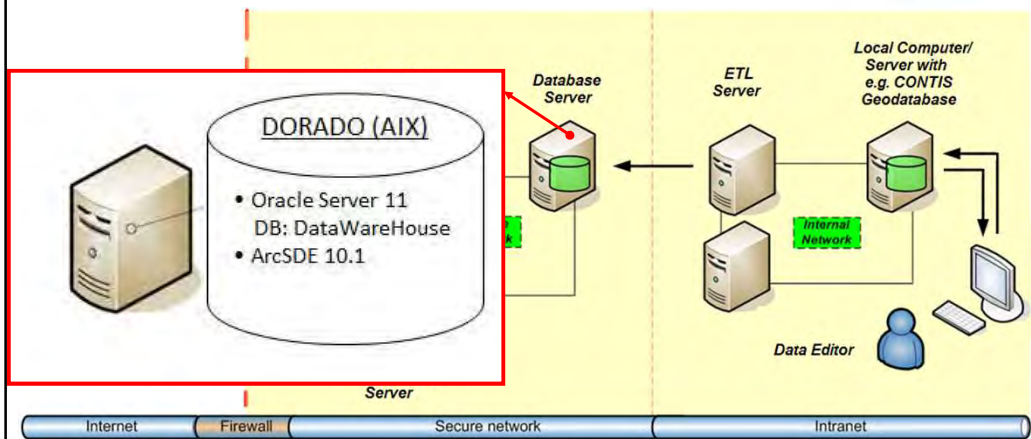 Database
Server
ETL
Server
Local Computer/
Server with
e.g. CONTIS
Geodatabase
DORADO (AIX)
• Oracle Server 11
DB: DataWareHouse
• ArcSDE 10.1
Internal
Network
Data Editor
Server
Internet
Firewall
Secure network
Intranet